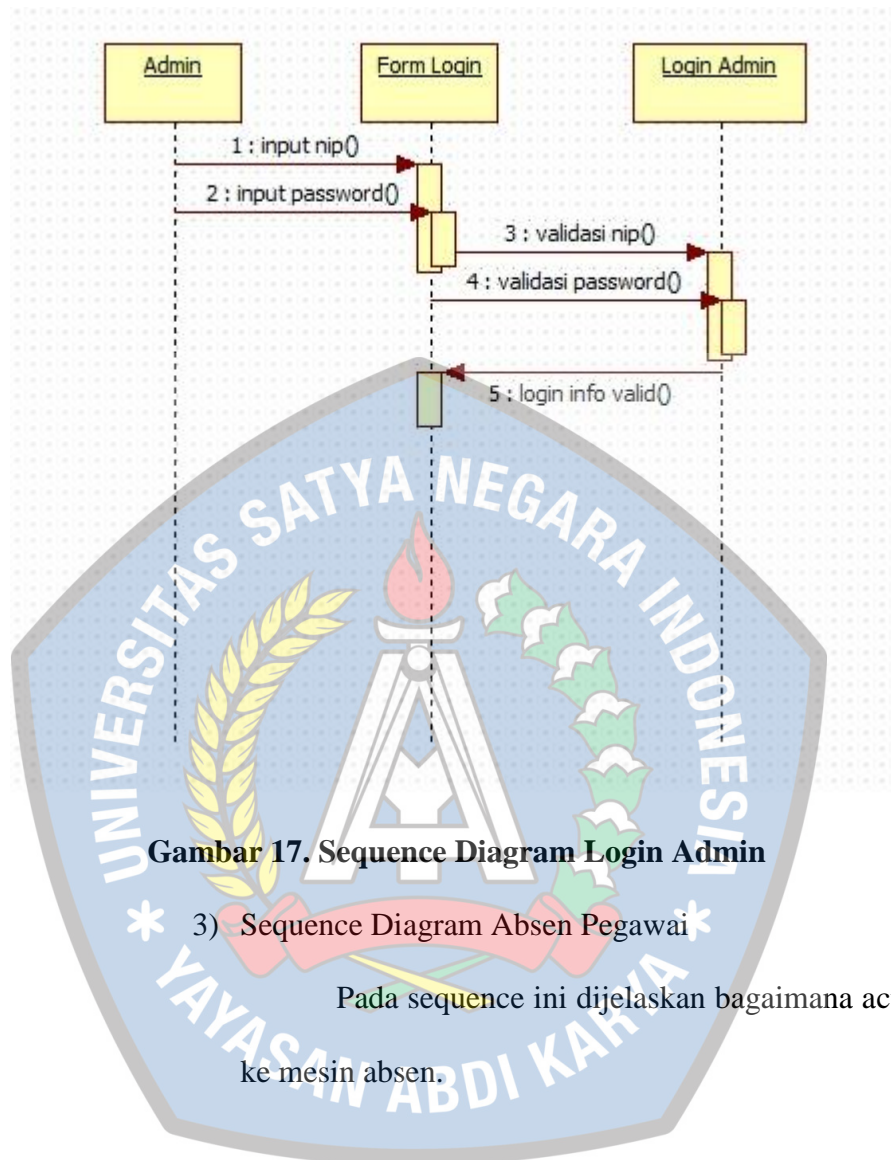 Admin
Form Login
Login Admin
1 : input nip()
2 : input password()
3 : validasi nip()
4 : validasi password()
5 : login info valid()
UNIVERSITAS SATYA NEGARA INDONESIA
Gambar 17. Sequence Diagram Login Admin
3) Sequence Diagram Absen Pegawai
Pada sequence ini dijelaskan bagaimana
ke mesin absen.
YAYASAN ABDI KARYA